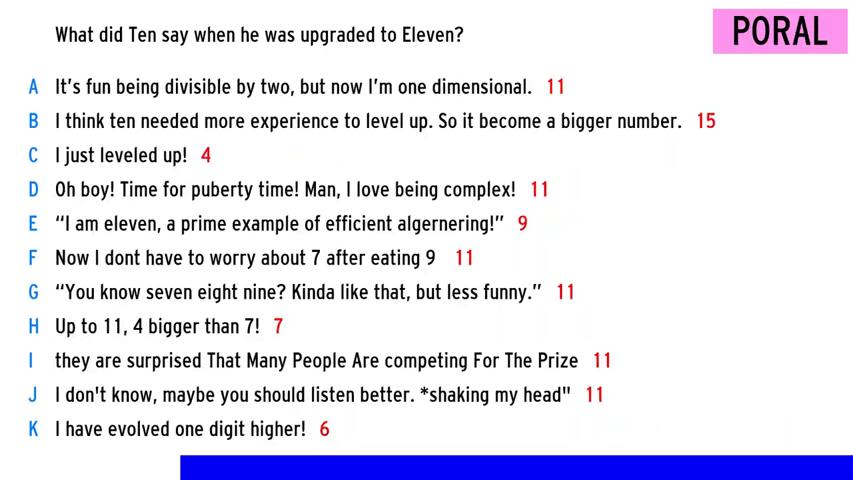 What did Ten say when he was upgraded to Eleven?
PORAL
A It's fun being divisible by two, but now I'm one dimensional. 11
B I think ten needed more experience to level up. So it become a bigger number. 15
C I just leveled up! 4
D Oh boy! Time for puberty time! Man, I love being complex! 11
E “I am eleven, a prime example of efficient algernering!” 9
F Now I dont have to worry about 7 after eating 9 11
G “You know seven eight nine? Kinda like that, but less funny.” 11
H Up to 11, 4 bigger than 7! 7
I they are surprised That Many People Are competing For The Prize 11
J I don't know, maybe you should listen better. *shaking my head" 11
K I have evolved one digit higher! 6